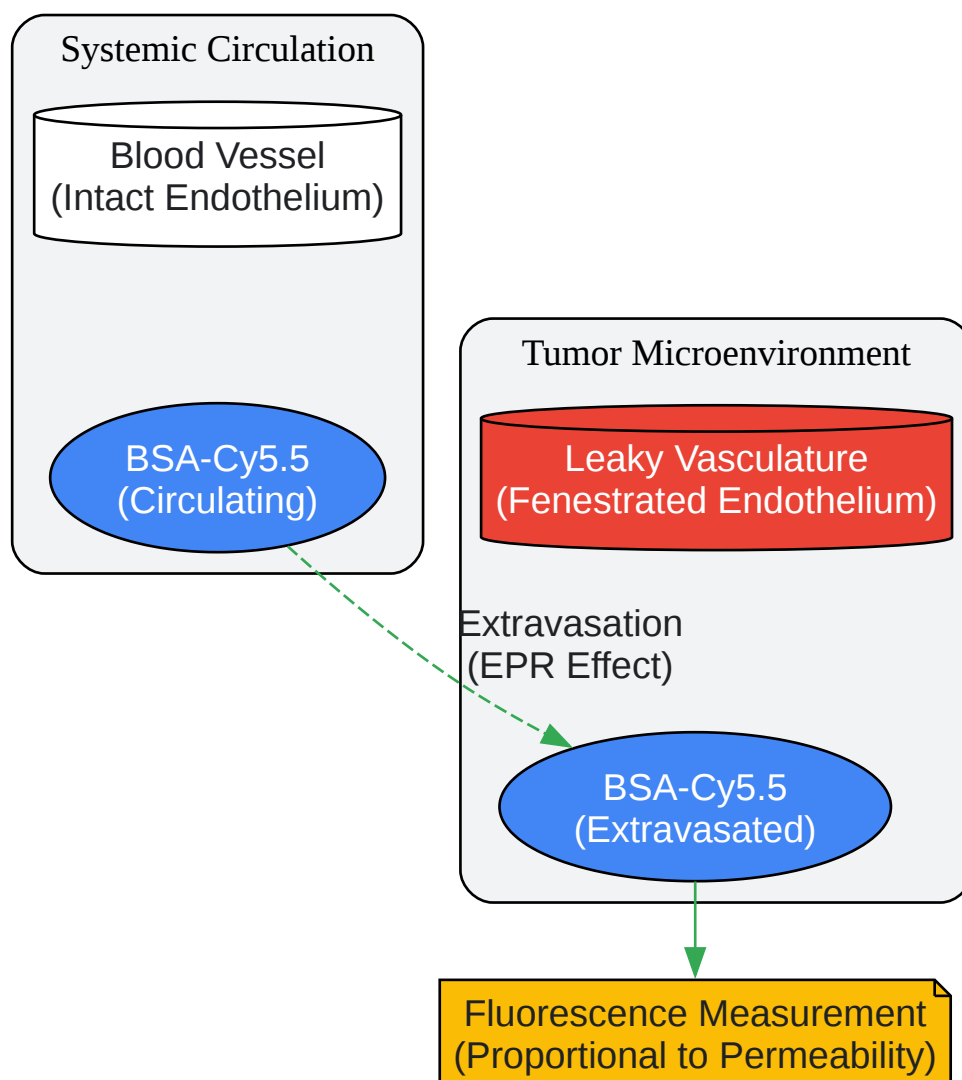 Systemic Circulation
Blood Vessel
(Intact Endothelium)
BSA-Cy5.5
(Circulating)
Tumor Microenvironment
Leaky Vasculature
(Fenestrated Endothelium)
Extravasation
(EPR Effect)
BSA-Cy5.5
(Extravasated)
Fluorescence Measurement
(Proportional to Permeability)